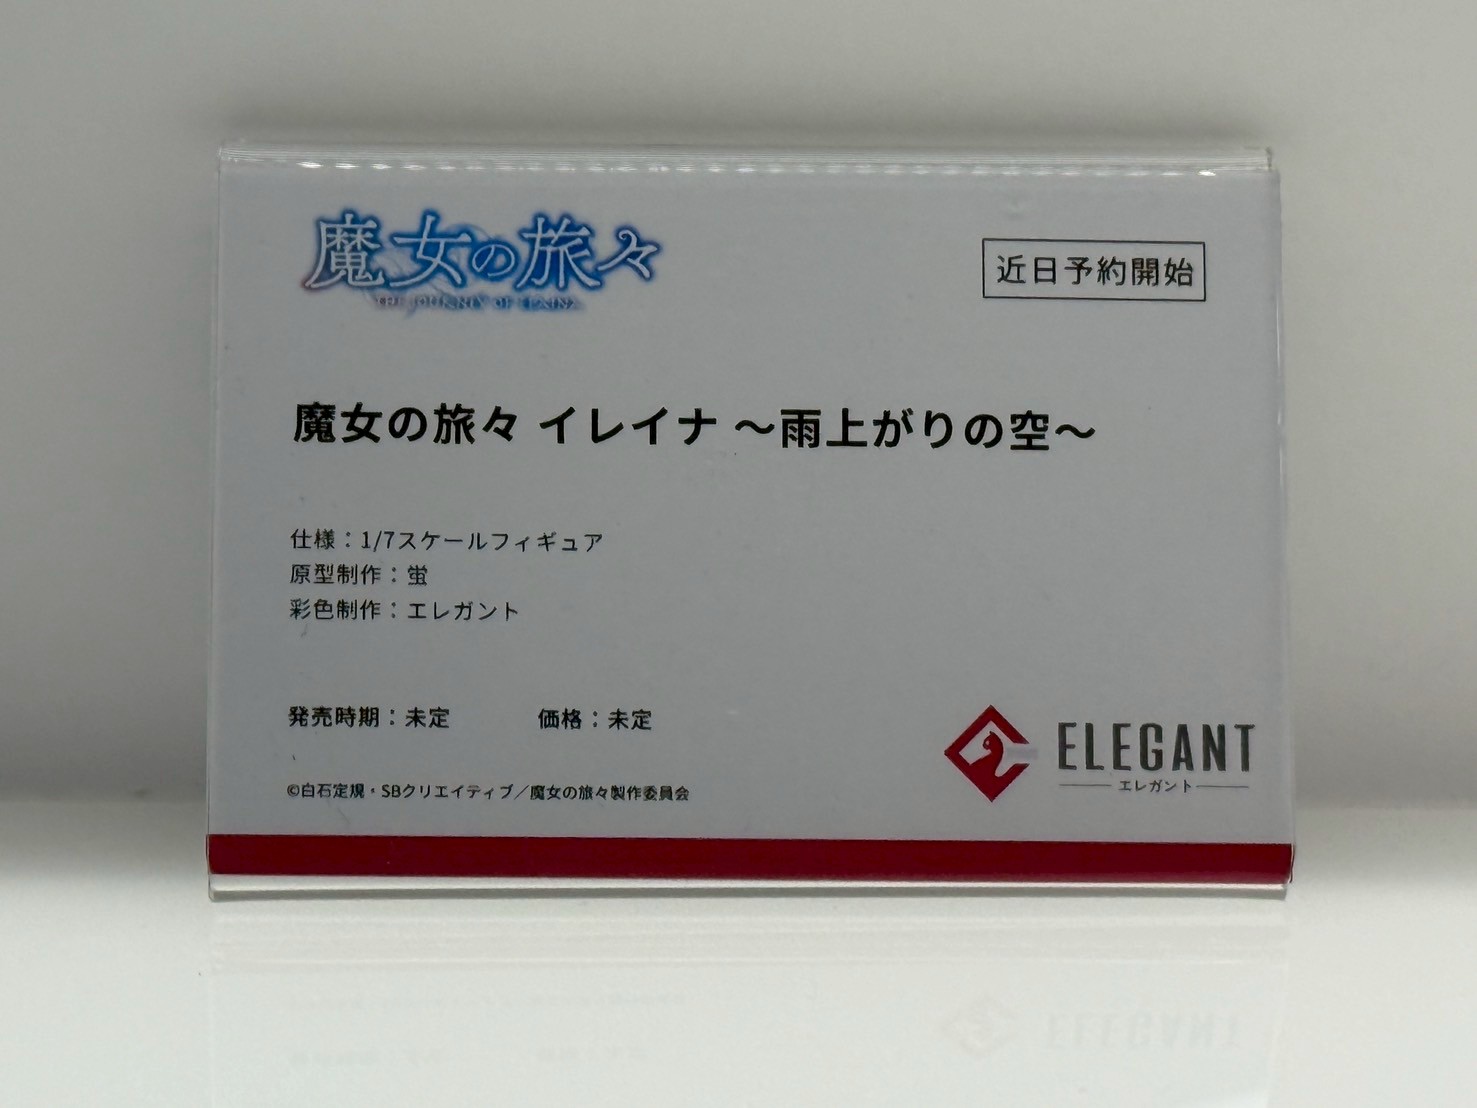 魔女の旅々
THE JOURNEY OF ELAINA
近日予約開始
魔女の旅々 イレイナ ～雨上がりの空～
仕様：1/7スケールフィギュア
原型制作：蛍
彩色制作：エレガント
発売時期：未定 価格：未定
©白石定規・SBクリエイティブ／魔女の旅々製作委員会
ELEGANT
エレガント